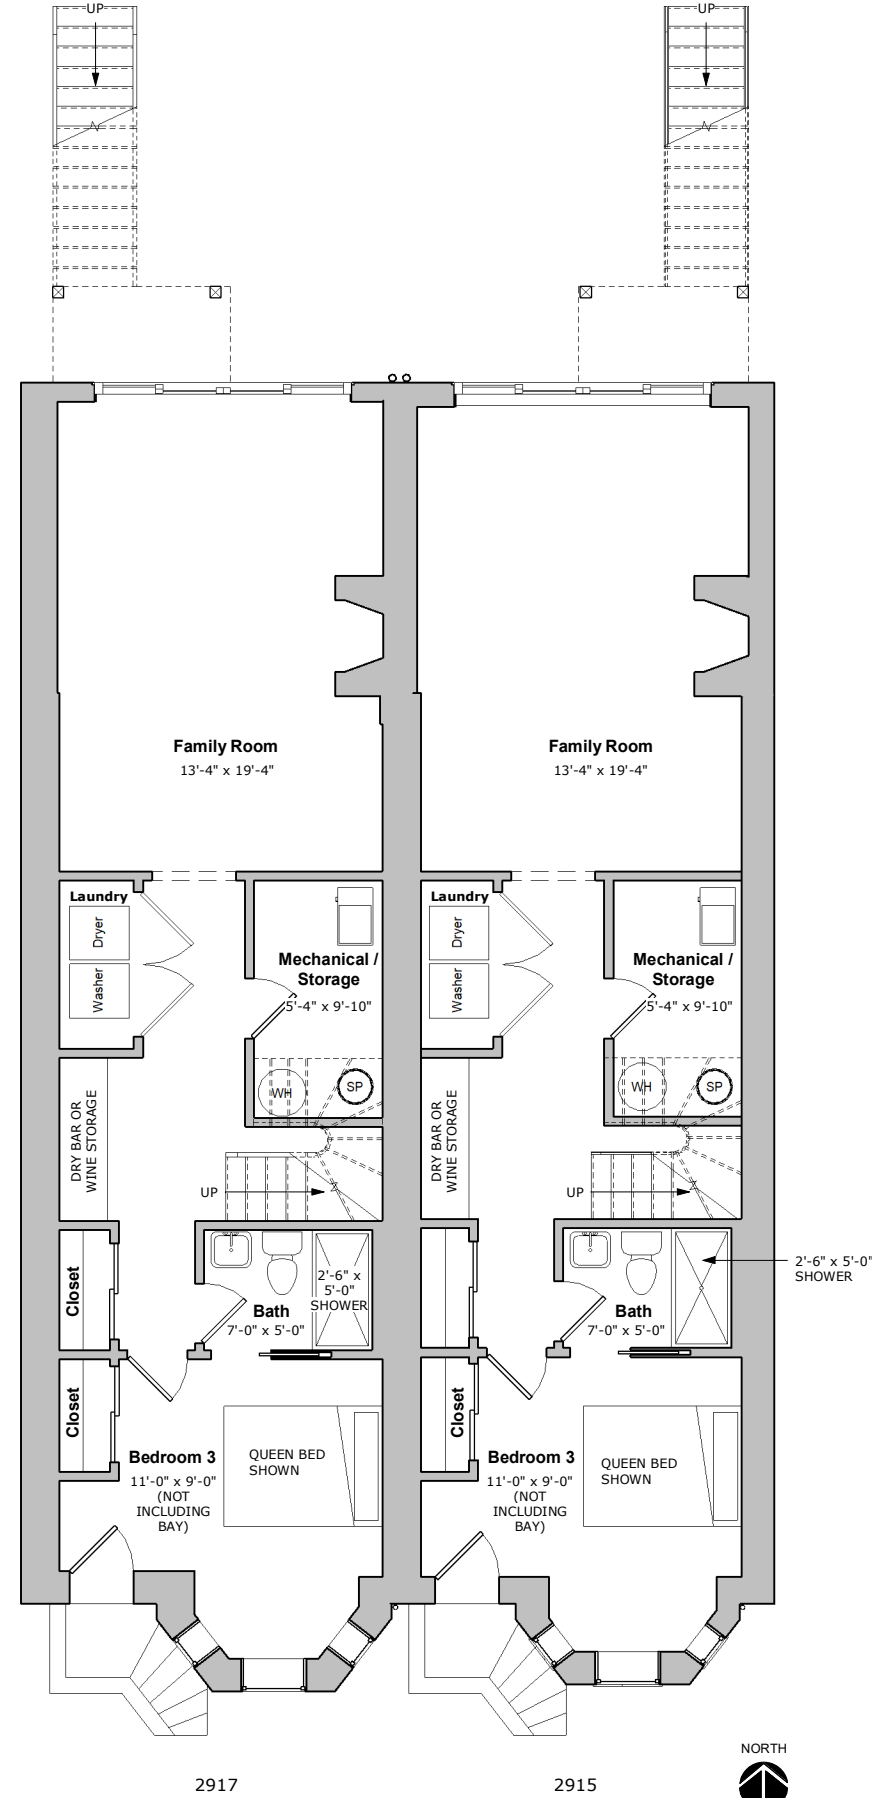 UP
UP
Family Room
13'-4" x 19'-4"
Family Room
13'-4" x 19'-4"
Laundry
Dryer
Washer
Mechanical /
Storage
5'-4" x 9'-10"
WH
SP
DRY BAR OR
WINE STORAGE
UP
Laundry
Dryer
Washer
Mechanical /
Storage
5'-4" x 9'-10"
WH
SP
DRY BAR OR
WINE STORAGE
UP
Closet
2'-6" x
5'-0"
SHOWER
Bath
7'-0" x 5'-0"
Bath
7'-0" x 5'-0"
2'-6" x 5'-0"
SHOWER
Closet
Bedroom 3
11'-0" x 9'-0"
(NOT
INCLUDING
BAY)
QUEEN BED
SHOWN
Closet
Bedroom 3
11'-0" x 9'-0"
(NOT
INCLUDING
BAY)
QUEEN BED
SHOWN
NORTH
2917
2915